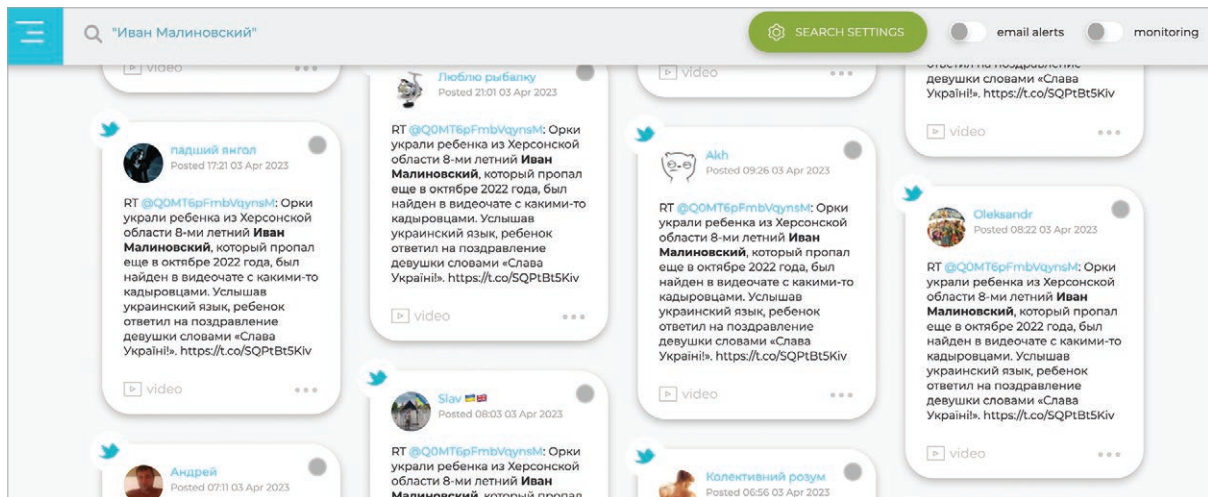 "Иван Малиновский"
SEARCH SETTINGS
email alerts
monitoring
video
падший янгол
Posted 17:21 03 Apr 2023
RT @Q0MT6pFmbVqynsM: Орки
украли ребенка из Херсонской
области 8-ми летний Иван
Малиновский, который пропал
еще в октябре 2022 года, был
найден в видеочате с какими-то
кадыровцами. Услышав
украинский язык, ребенок
ответил на поздравление
девушки словами «Слава
Україні!». https://t.co/SQPtBt5Kiv
video
Андрей
Posted 07:11 03 Apr 2023
Люблю рыбалку
Posted 21:01 03 Apr 2023
RT @Q0MT6pFmbVqynsM: Орки
украли ребенка из Херсонской
области 8-ми летний Иван
Малиновский, который пропал
еще в октябре 2022 года, был
найден в видеочате с какими-то
кадыровцами. Услышав
украинский язык, ребенок
ответил на поздравление
девушки словами «Слава
Україні!». https://t.co/SQPtBt5Kiv
video
Slav
Posted 08:03 03 Apr 2023
RT @Q0MT6pFmbVqynsM: Орки
украли ребенка из Херсонской
области 8-ми летний Иван
Малиновский, который пропал
video
Akh
Posted 09:26 03 Apr 2023
RT @Q0MT6pFmbVqynsM: Орки
украли ребенка из Херсонской
области 8-ми летний Иван
Малиновский, который пропал
еще в октябре 2022 года, был
найден в видеочате с какими-то
кадыровцами. Услышав
украинский язык, ребенок
ответил на поздравление
девушки словами «Слава
Україні!». https://t.co/SQPtBt5Kiv
video
Колективний розум
Posted 06:56 03 Apr 2023
ответил на поздравление
девушки словами «Слава
Україні!». https://t.co/SQPtBt5Kiv
video
Oleksandr
Posted 08:22 03 Apr 2023
RT @Q0MT6pFmbVqynsM: Орки
украли ребенка из Херсонской
области 8-ми летний Иван
Малиновский, который пропал
еще в октябре 2022 года, был
найден в видеочате с какими-то
кадыровцами. Услышав
украинский язык, ребенок
ответил на поздравление
девушки словами «Слава
Україні!». https://t.co/SQPtBt5Kiv
video